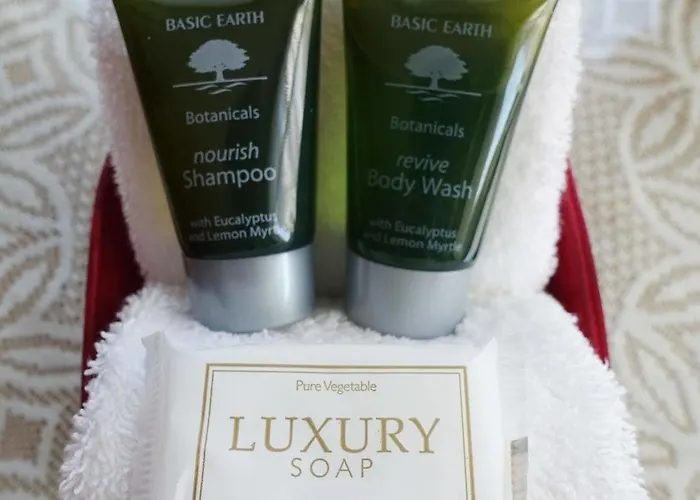 BASIC EARTH
Botanicals
nourish
Shampoo
with Eucalyptus
and Lemon Myrtle
BASIC EARTH
Botanicals
revive
Body Wash
with Eucalyptus
and Lemon Myrtle
Pure Vegetable
LUXURY
SOAP